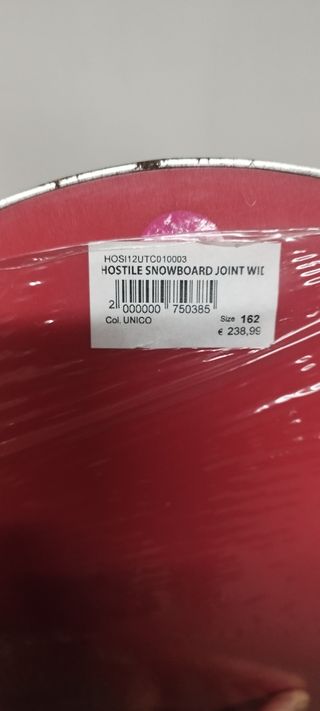 HOSI12UTC010003
HOSTILE SNOWBOARD JOINT WID
2 000000 750385
Col. UNICO
Size 162
€ 238,99